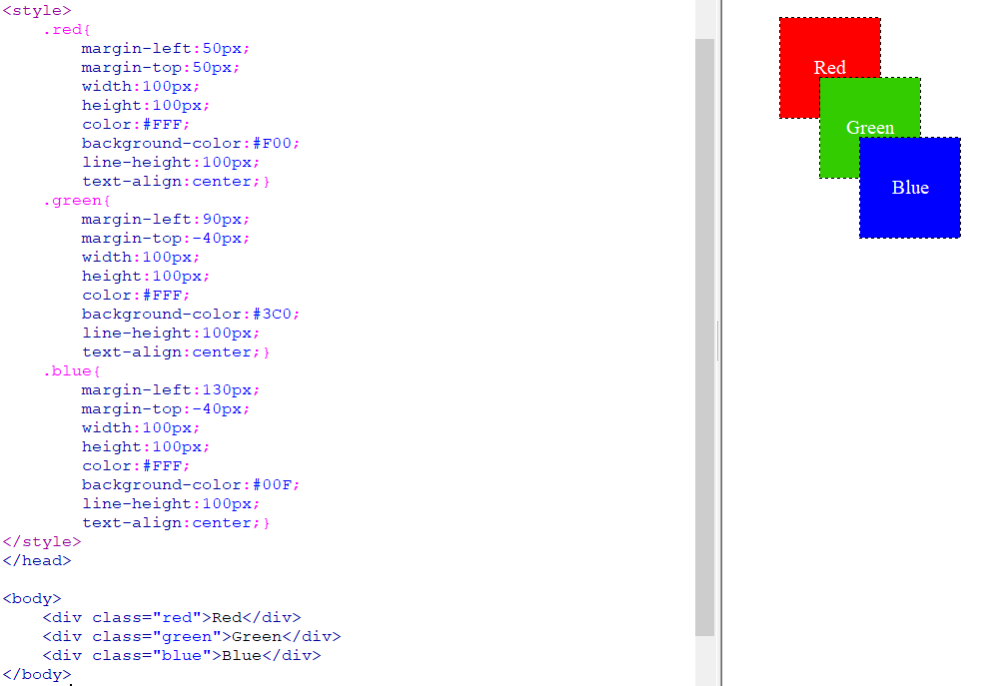 <style>
.red{
margin-left:50px;
margin-top:50px;
width:100px;
height:100px;
color:#FFF;
background-color:#F00;
line-height:100px;
text-align:center;}
.green{
margin-left:90px;
margin-top:-40px;
width:100px;
height:100px;
color:#FFF;
background-color:#3C0;
line-height:100px;
text-align:center;}
.blue{
margin-left:130px;
margin-top:-40px;
width:100px;
height:100px;
color:#FFF;
background-color:#00F;
line-height:100px;
text-align:center;}
</style>
</head>
<body>
<div class="red">Red</div>
<div class="green">Green</div>
<div class="blue">Blue</div>
</body>
Red
Green
Blue